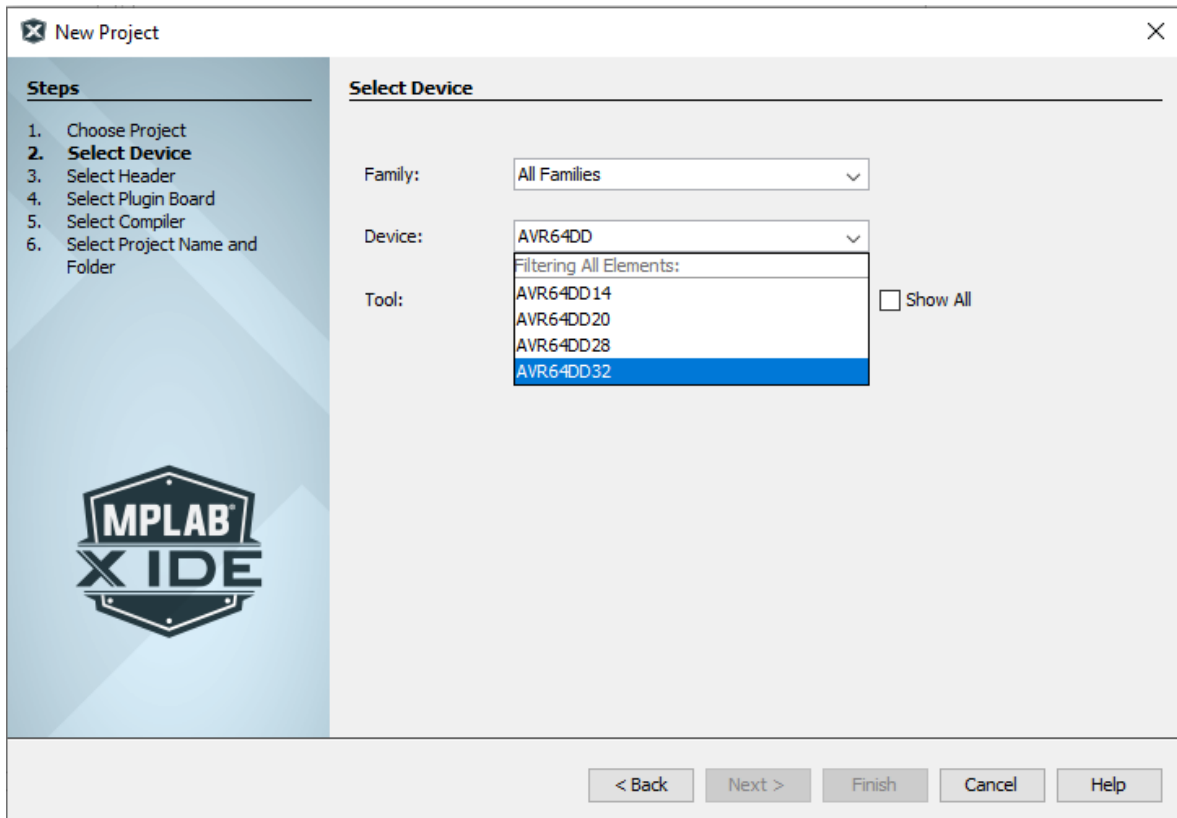 New Project
Steps
1. Choose Project
2. Select Device
3. Select Header
4. Select Plugin Board
5. Select Compiler
6. Select Project Name and
Folder
MPLAB®
X IDE
Select Device
Family:
All Families
Device:
AVR64DD
Filtering All Elements:
AVR64DD14
AVR64DD20
AVR64DD28
AVR64DD32
Tool:
Show All
< Back
Next >
Finish
Cancel
Help